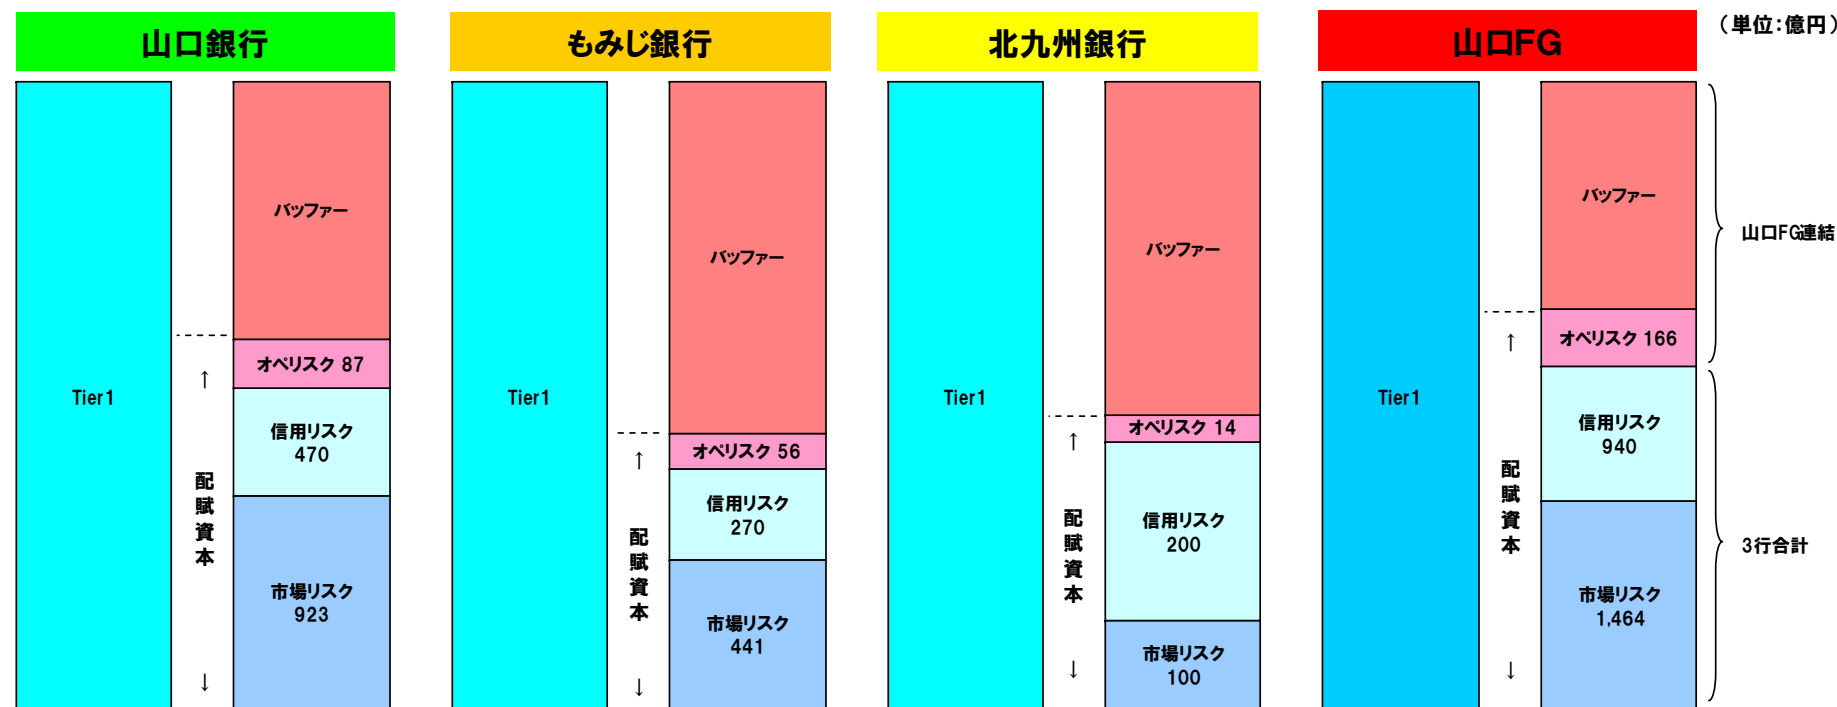 山口銀行
もみじ銀行
北九州銀行
山口FG
（単位:億円）
Tier1
バッファー
オペリスク 87
信用リスク
470
市場リスク
923
↑
配
賦
資
本
↓
Tier1
バッファー
オペリスク 56
信用リスク
270
市場リスク
441
↑
配
賦
資
本
↓
Tier1
バッファー
オペリスク 14
信用リスク
200
市場リスク
100
↑
配
賦
資
本
↓
Tier1
バッファー
オペリスク 166
信用リスク
940
市場リスク
1,464
↑
配
賦
資
本
↓
山口FG連結
3行合計